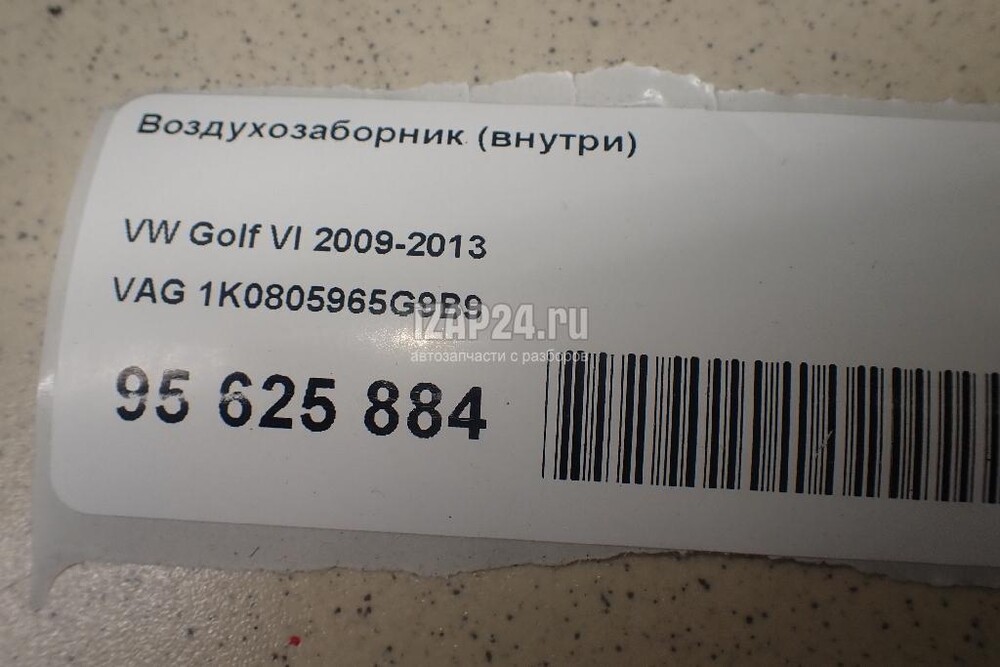 Воздухозаборник (внутри)
VW Golf VI 2009-2013
VAG 1K0805965G9B9
iZAP24.ru
автозапчасти с разборов
95 625 884